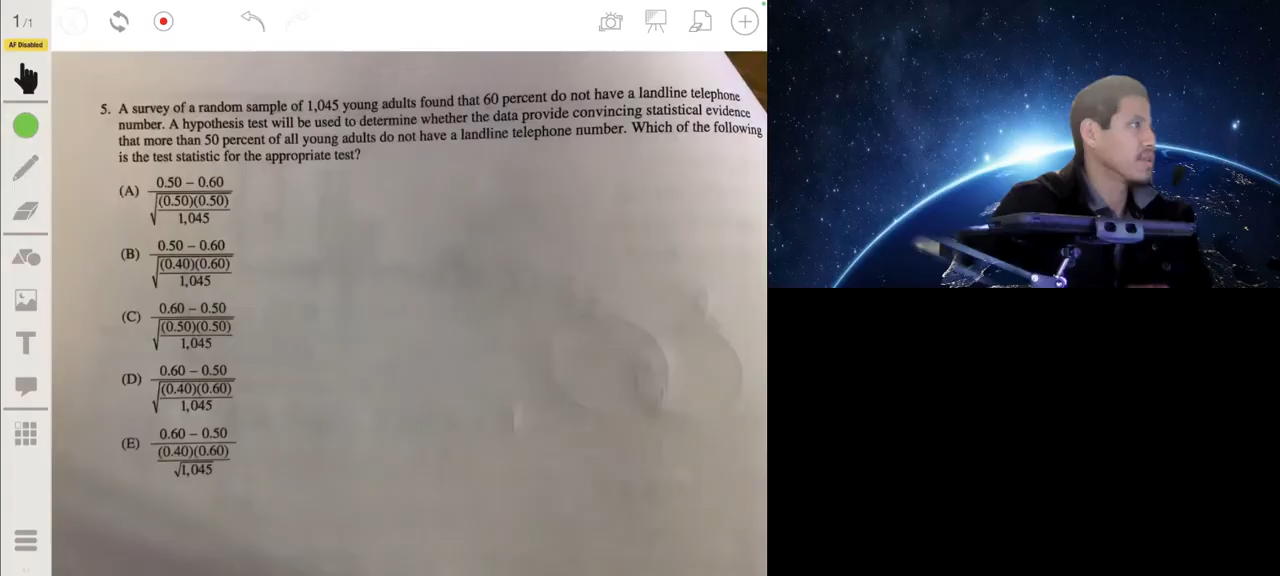 1/1
AF Disabled
T
5. A survey of a random sample of 1,045 young adults found that 60 percent do not have a landline telephone
number. A hypothesis test will be used to determine whether the data provide convincing statistical evidence
that more than 50 percent of all young adults do not have a landline telephone number. Which of the following
is the test statistic for the appropriate test?
(A) 0.50 – 0.60
√(0.50)(0.50)
1,045
(B) 0.50 – 0.60
√(0.40)(0.60)
1,045
(C) 0.60 – 0.50
√(0.50)(0.50)
1,045
(D) 0.60 – 0.50
√(0.40)(0.60)
1,045
(E) 0.60 – 0.50
(0.40)(0.60)
√1,045